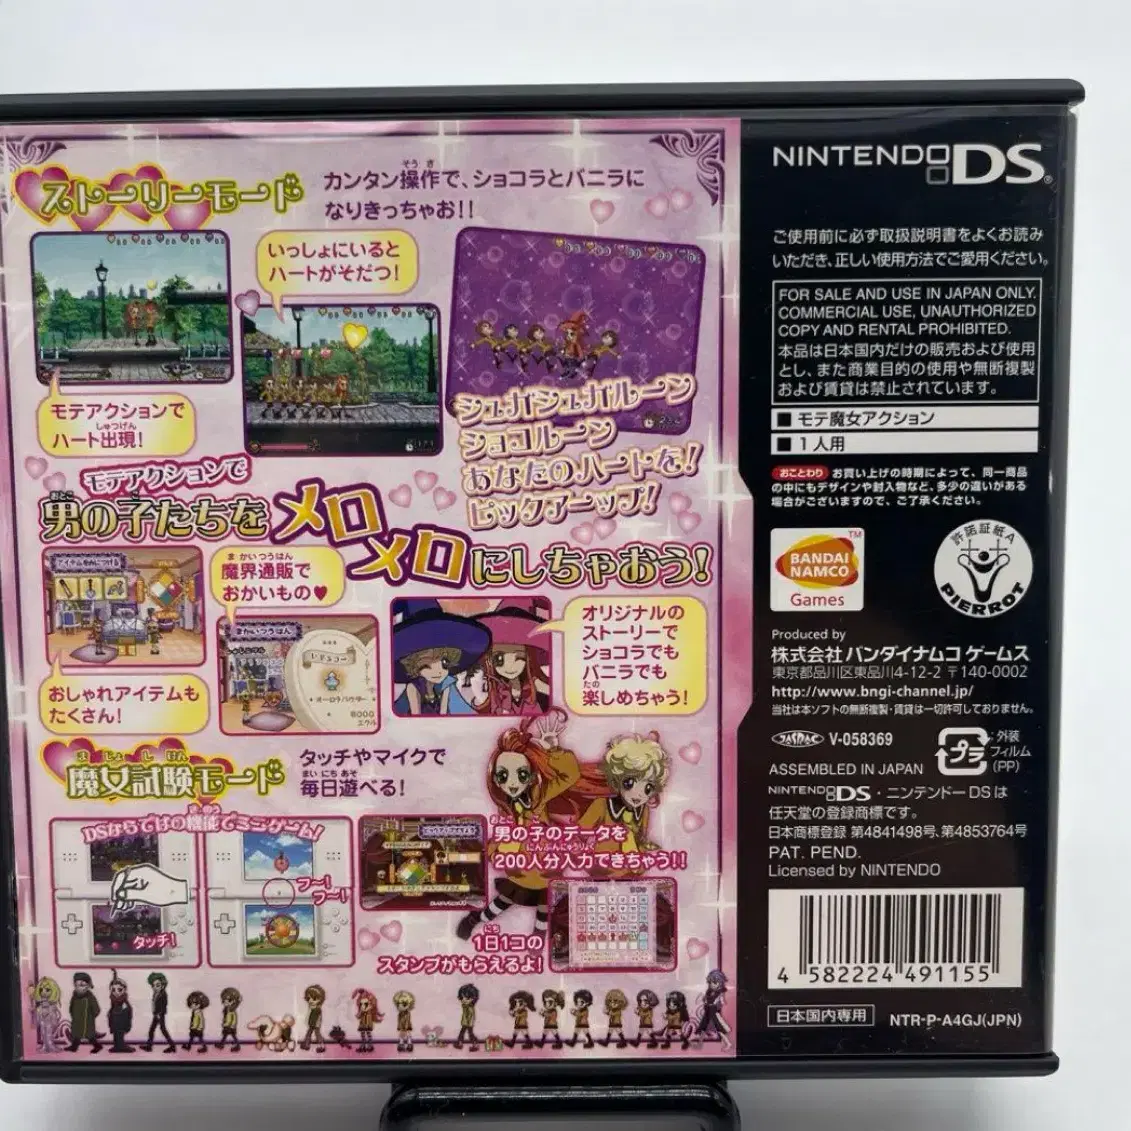 ストーリーモード
カンタン操作で、ショコラとバニラに
なりきっちゃお!!
いっしょにいると
ハートがそだつ!
モテアクションで
ハート出現!
シュガシュガルーン
ショコルーン
あなたのハートを!
ピックアーップ!
モテアクションで
男の子たちをメロメロにしちゃおう!
魔界通販で
おかいもの♥
オリジナルの
ストーリーで
ショコラでも
バニラでも
楽しめちゃう!
おしゃれアイテムも
たくさん!
まかいつうはん
オーロラパウダー
8000
エクル
魔女試験モード
タッチやマイクで
毎日遊べる!
DSならではの機能でミニゲーム!
タッチ!
フ〜!
フ〜!
男の子のデータを
200人分入力できちゃう!!
1日1コの
スタンプがもらえるよ!
NINTENDO DS®
ご使用前に必ず取扱説明書をよくお読み
いただき、正しい使用方法でご愛用ください。
FOR SALE AND USE IN JAPAN ONLY.
COMMERCIAL USE, UNAUTHORIZED
COPY AND RENTAL PROHIBITED.
本品は日本国内だけの販売および使用
とし、また商業目的の使用や無断複製
および賃貸は禁止されています。
■ モテ魔女アクション
■ 1人用
おことわり お買い上げの時期によって、同一商品
の中にもデザインや封入物など、多少の違いがある
場合がございますので、ご了承ください。
BANDAI
NAMCO
Games
TM
許諾証紙A
PIERROT
Produced by
株式会社 バンダイナムコ ゲームス
東京都品川区東品川4-12-2 〒140-0002
http://www.bngi-channel.jp/
当社は本ソフトの無断複製・賃貸は一切許可しておりません。
JASRAC V-058369
プラ
:外装
フィルム
(PP)
ASSEMBLED IN JAPAN
NINTENDO DS・ニンテンドーDSは
任天堂の登録商標です。
日本商標登録 第4841498号、第4853764号
PAT. PEND.
Licensed by NINTENDO
4 582224 491155
日本国内専用
NTR-P-A4GJ(JPN)